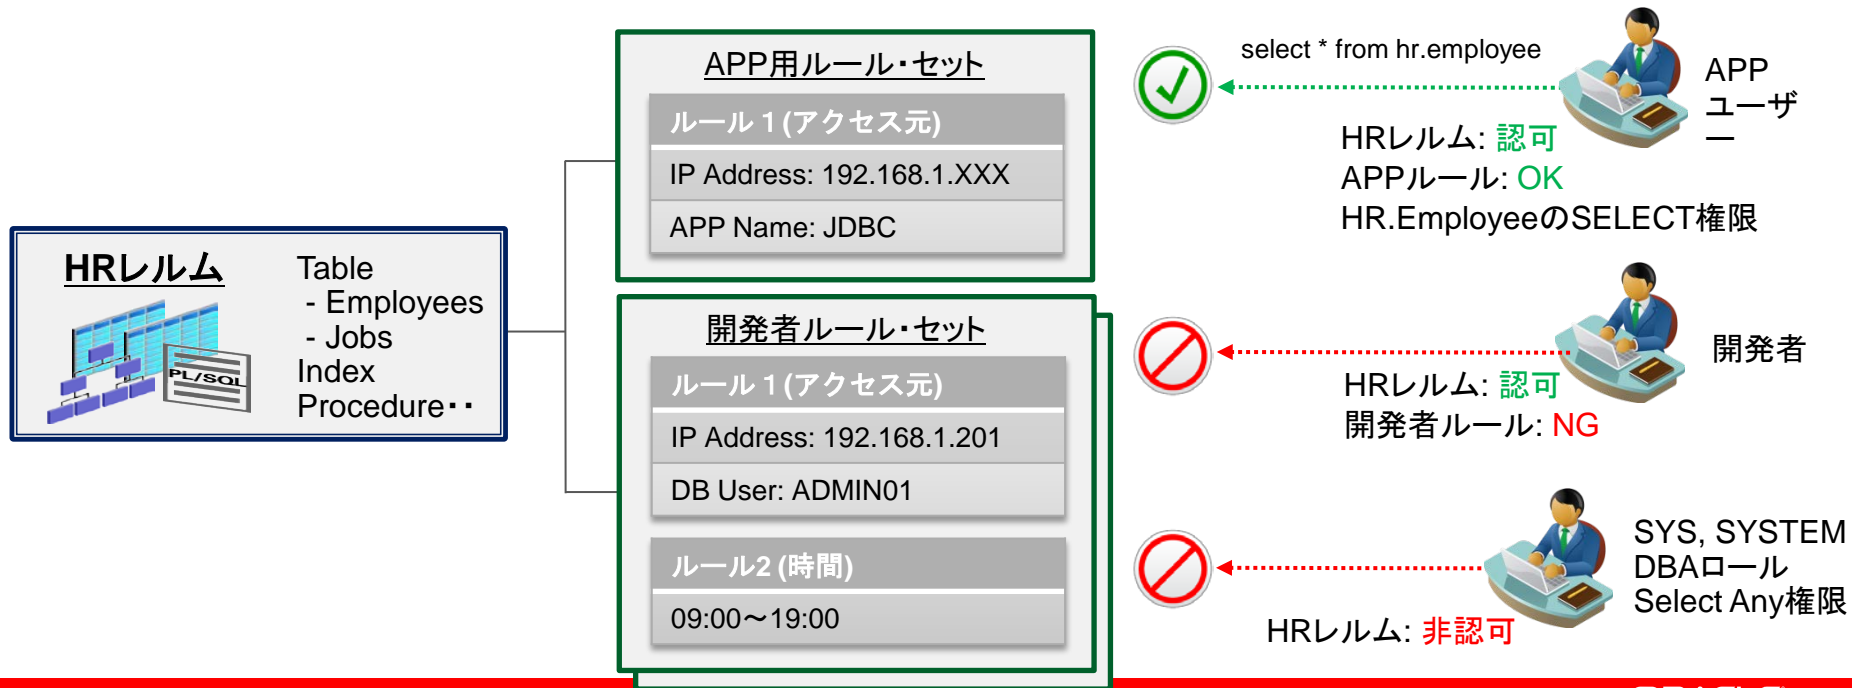 HRレルム
Table
- Employees
- Jobs
Index
Procedure・・
PL/SQL
APP用ルール・セット
ルール１(アクセス元)
IP Address: 192.168.1.XXX
APP Name: JDBC
開発者ルール・セット
ルール１(アクセス元)
IP Address: 192.168.1.201
DB User: ADMIN01
ルール2 (時間)
09:00～19:00
select * from hr.employee
APP
ユーザ
ー
HRレルム: 認可
APPルール: OK
HR.EmployeeのSELECT権限
開発者
HRレルム: 認可
開発者ルール: NG
SYS, SYSTEM
DBAロール
Select Any権限
HRレルム: 非認可